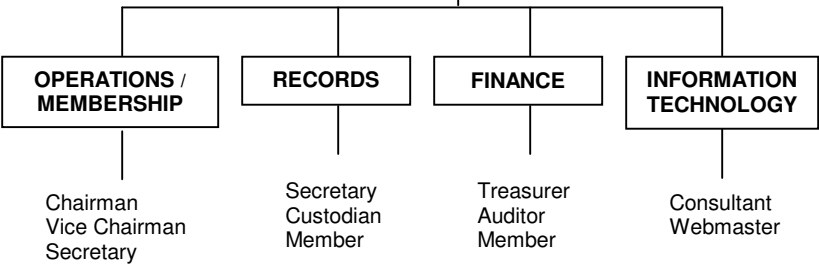 OPERATIONS /
MEMBERSHIP
RECORDS
FINANCE
INFORMATION
TECHNOLOGY
Chairman
Vice Chairman
Secretary
Secretary
Custodian
Member
Treasurer
Auditor
Member
Consultant
Webmaster